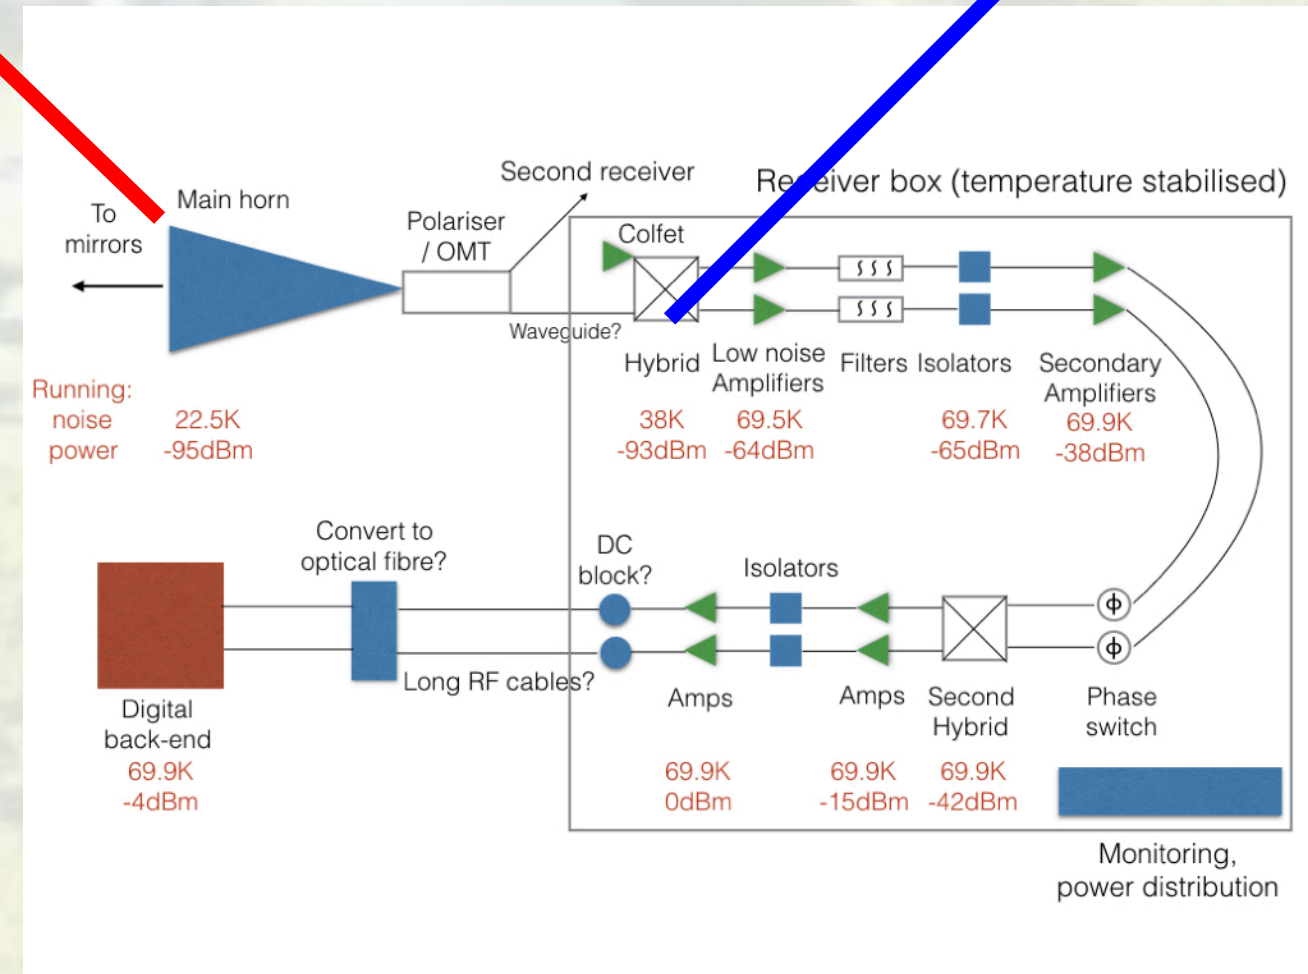 Second receiver
Receiver box (temperature stabilised)
To
mirrors
Main horn
Polariser
/ OMT
Colfet
Waveguide?
Hybrid
Low noise
Amplifiers
Filters
Isolators
Secondary
Amplifiers
Running:
noise
power
22.5K
-95dBm
38K
-93dBm
69.5K
-64dBm
69.7K
-65dBm
69.9K
-38dBm
Convert to
optical fibre?
DC
block?
Isolators
ϕ
ϕ
Long RF cables?
Digital
back-end
Amps
Amps
Second
Hybrid
Phase
switch
69.9K
-4dBm
69.9K
0dBm
69.9K
-15dBm
69.9K
-42dBm
Monitoring,
power distribution